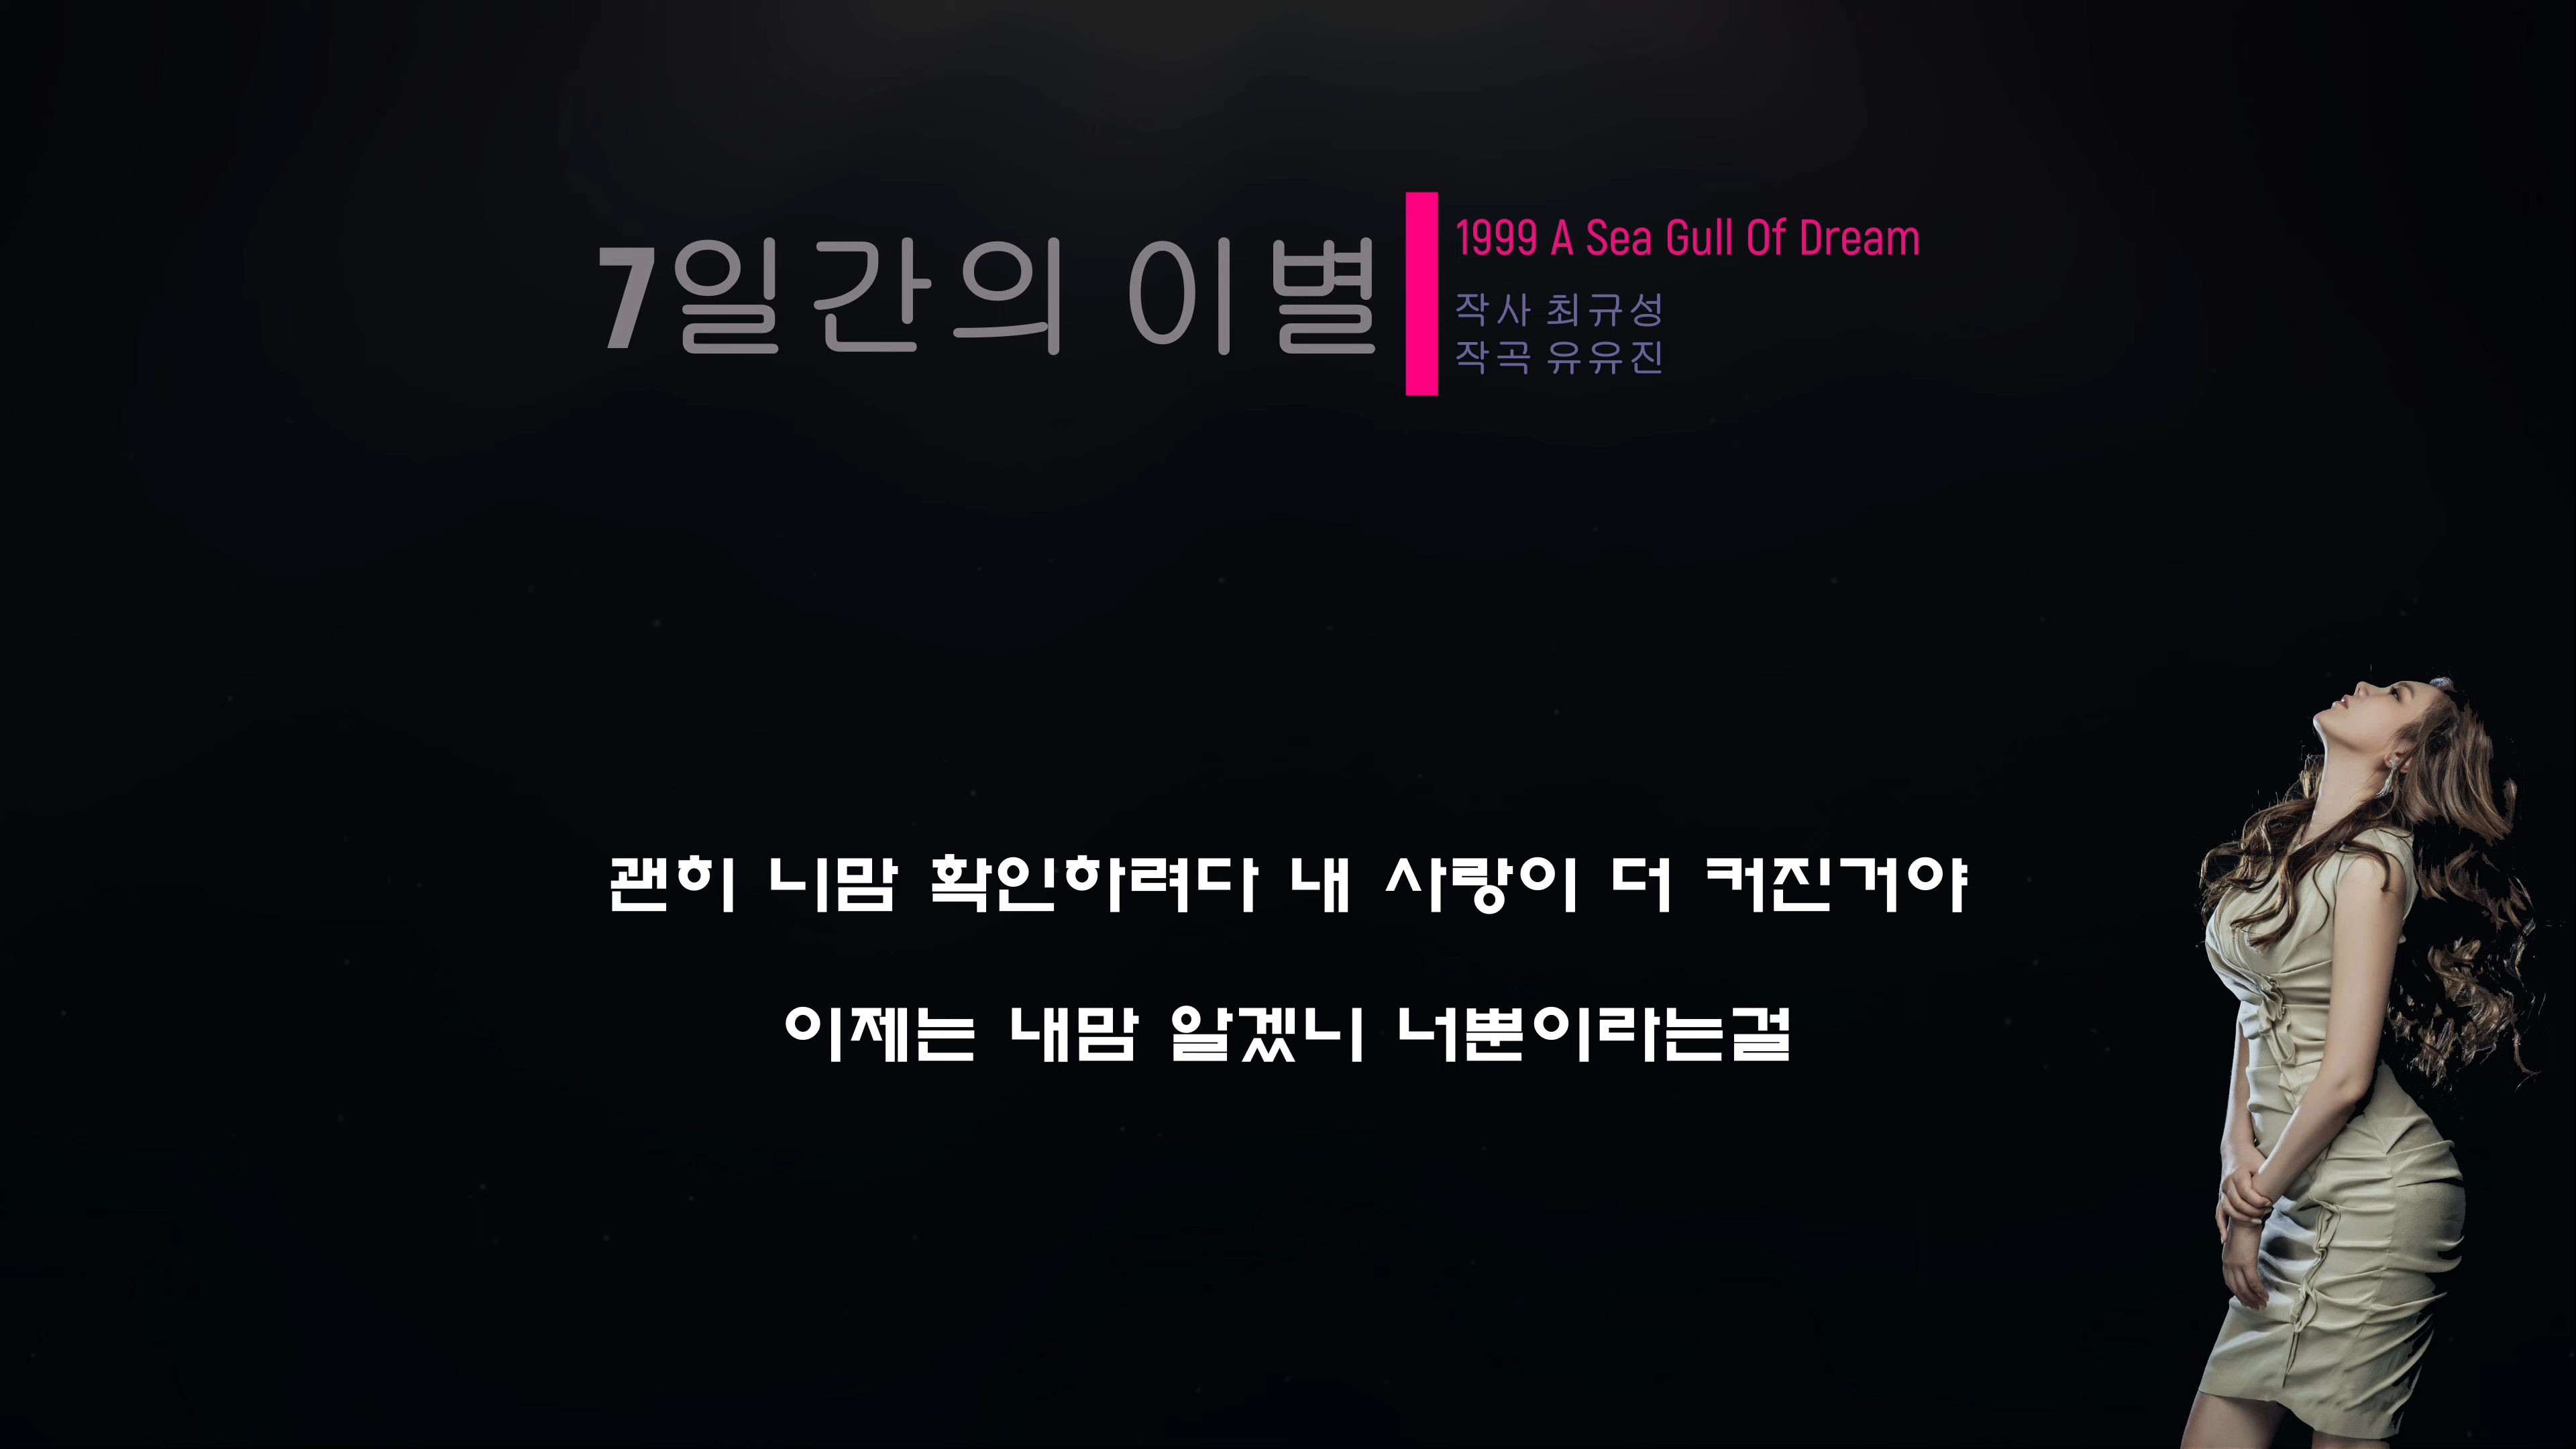 7일간의 이별
1999 A Sea Gull Of Dream
작사 최규성
작곡 유유진
괜히 니맘 확인하려다 내 사랑이 더 커진거야
이제는 내맘 알겠니 너뿐이라는걸